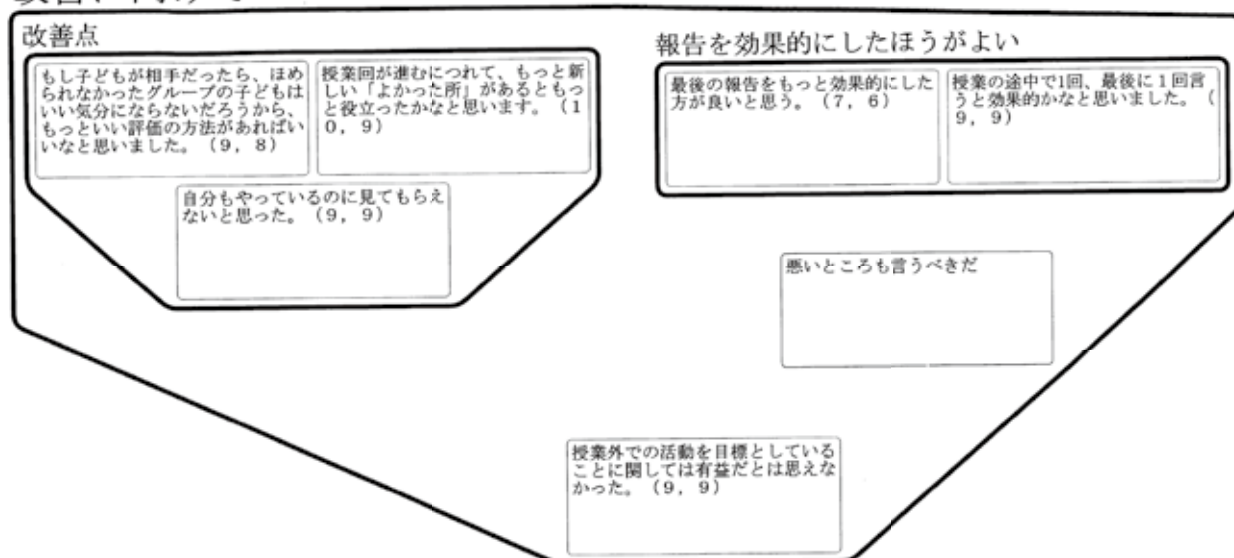 改善点
もし子どもが相手だったら、ほめ
られなかったグループの子どもは
いい気分にならないだろうから、
もっといい評価の方法があればい
いなと思いました。（9，8）
授業回が進むにつれて、もっと新
しい「よかった所」があるともっ
と役立ったかなと思います。（1
0，9）
自分もやっているのに見てもらえ
ないと思った。（9，9）
報告を効果的にしたほうがよい
最後の報告をもっと効果的にした
方が良いと思う。（7，6）
授業の途中で1回、最後に１回言
うと効果的かなと思いました。（
9，9）
悪いところも言うべきだ
授業外での活動を目標としている
ことに関しては有益だとは思えな
かった。（9，9）